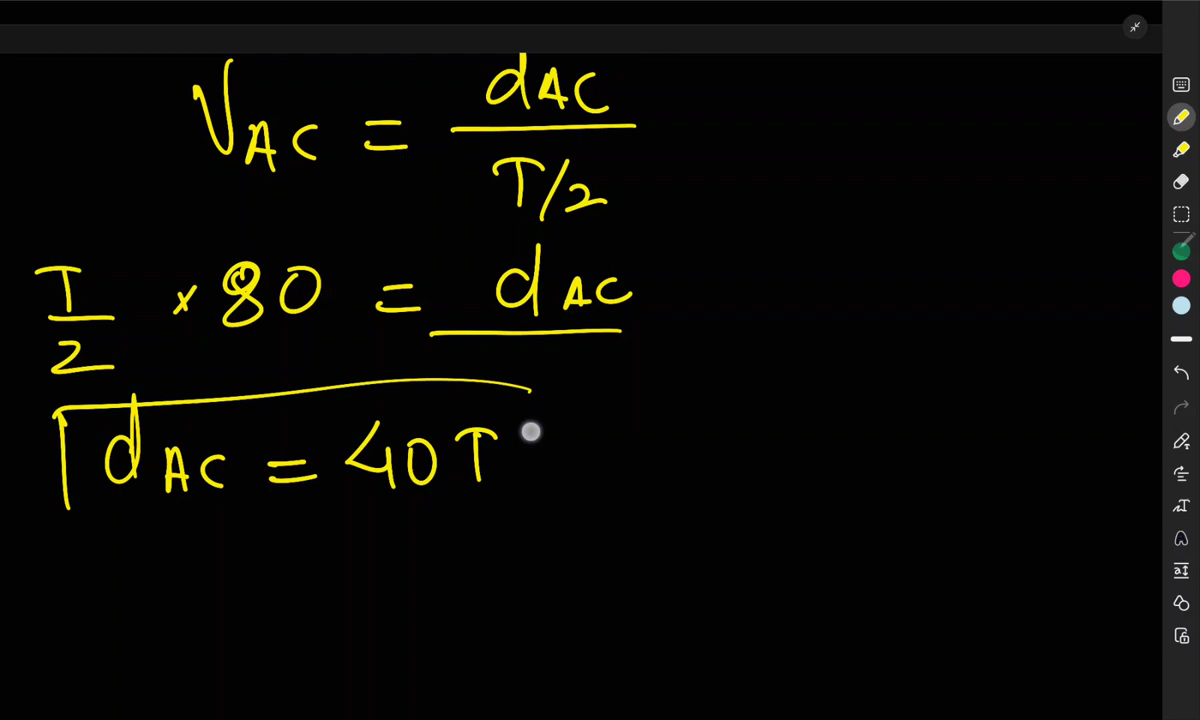 V_AC = d_AC / (T/2)
T/2 × 80 = d_AC
d_AC = 40T